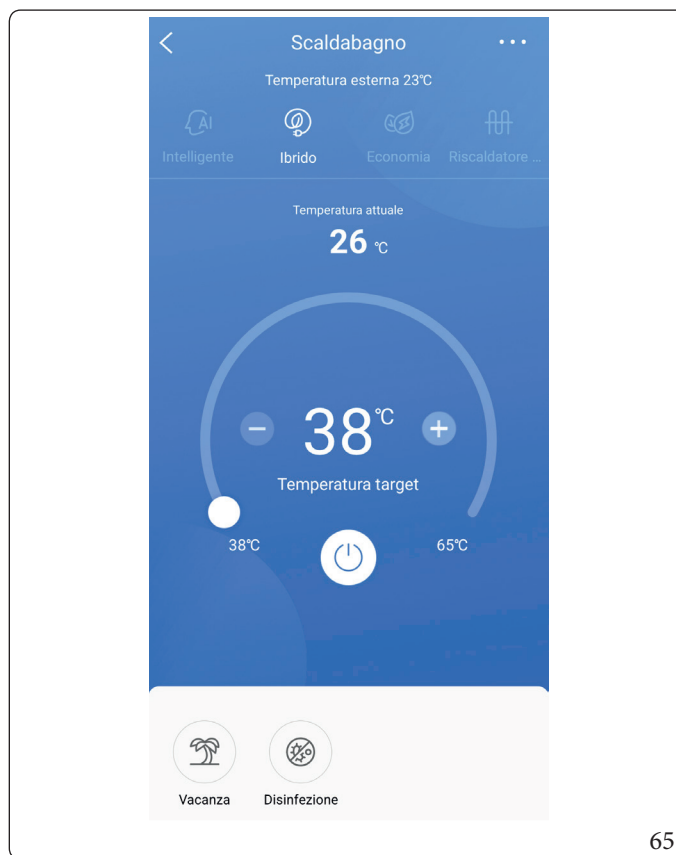 Scaldabagno
Temperatura esterna 23℃
AI
Intelligente Ibrido Economia Riscaldatore ...
Temperatura attuale
26 ℃
38℃
Temperatura target
38℃ 65℃
Vacanza Disinfezione
65